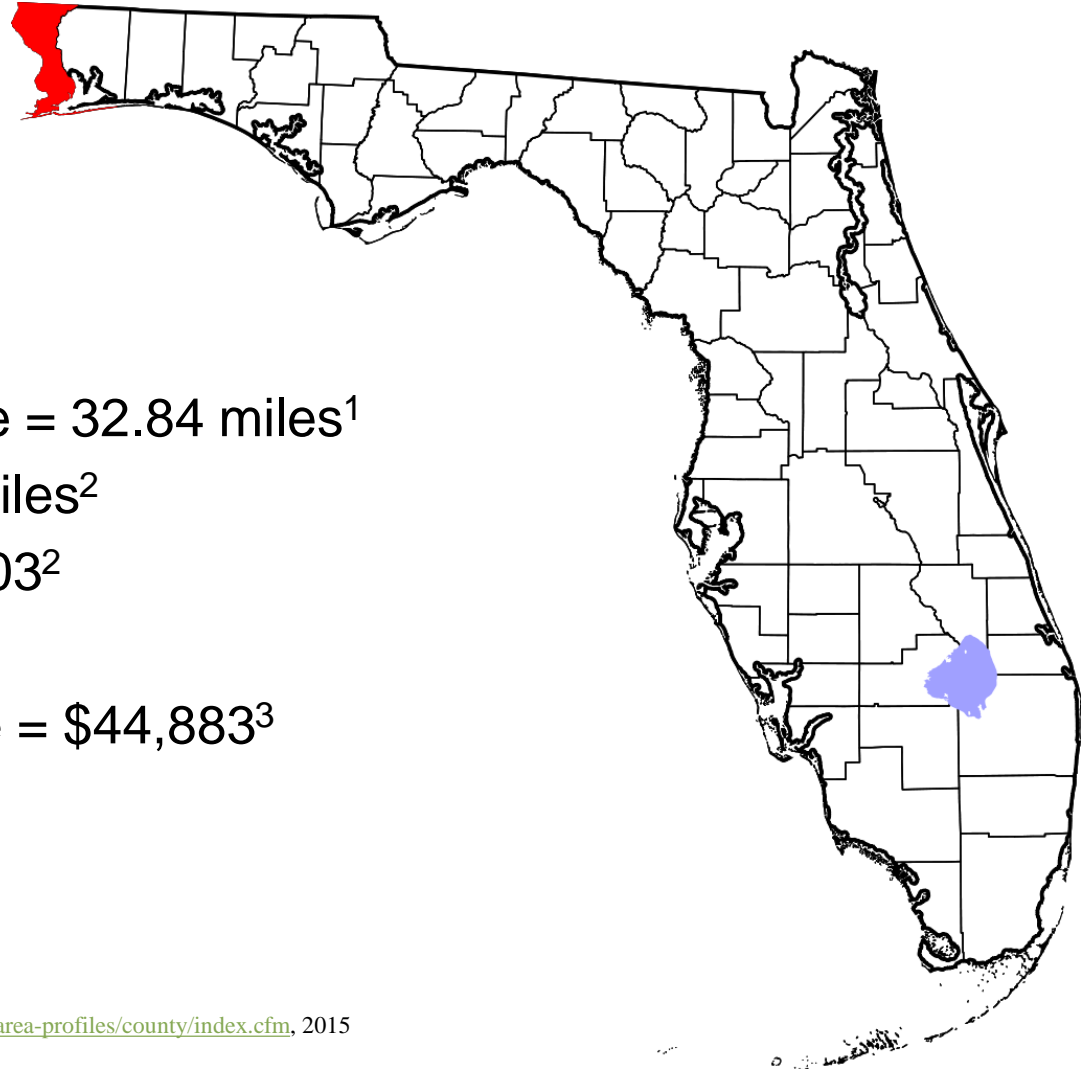 e = 32.84 miles¹
iles²
03²
e = $44,883³
area-profiles/county/index.cfm, 2015